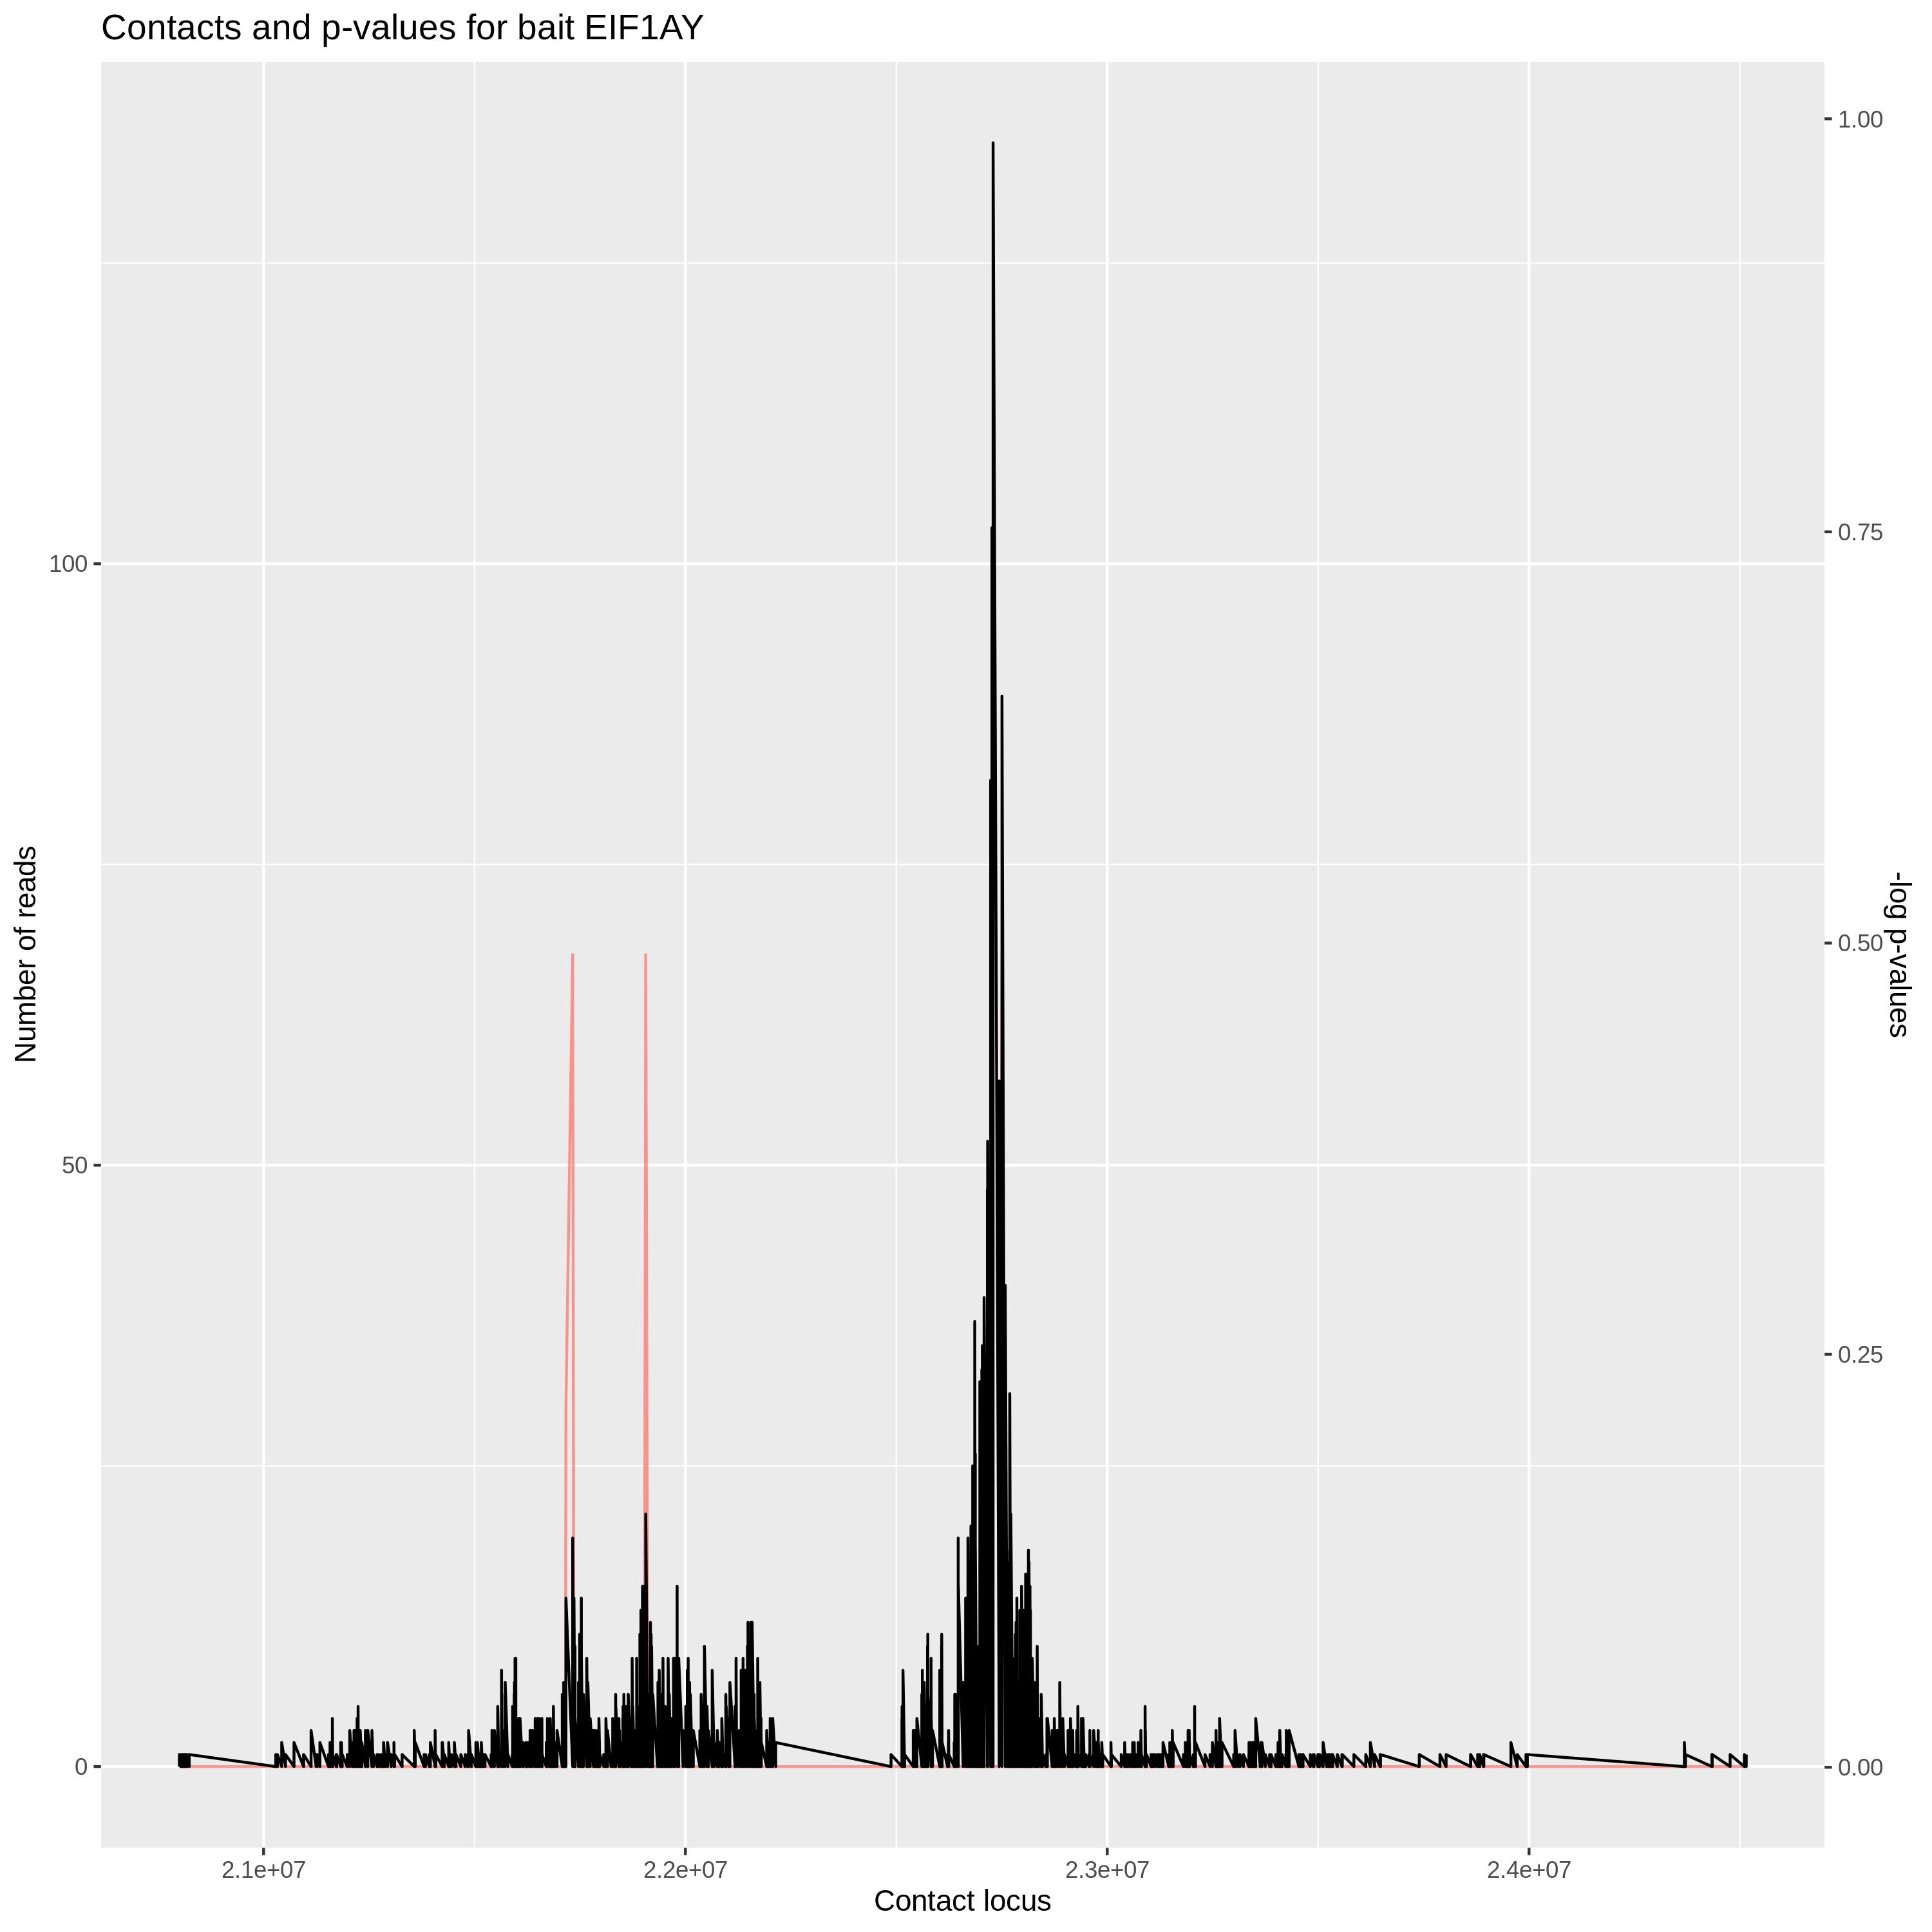 Contacts and p-values for bait EIF1AY
Number of reads
100
50
0
1.00
0.75
0.50
0.25
0.00
-log p-values
2.1e+07
2.2e+07
2.3e+07
2.4e+07
Contact locus